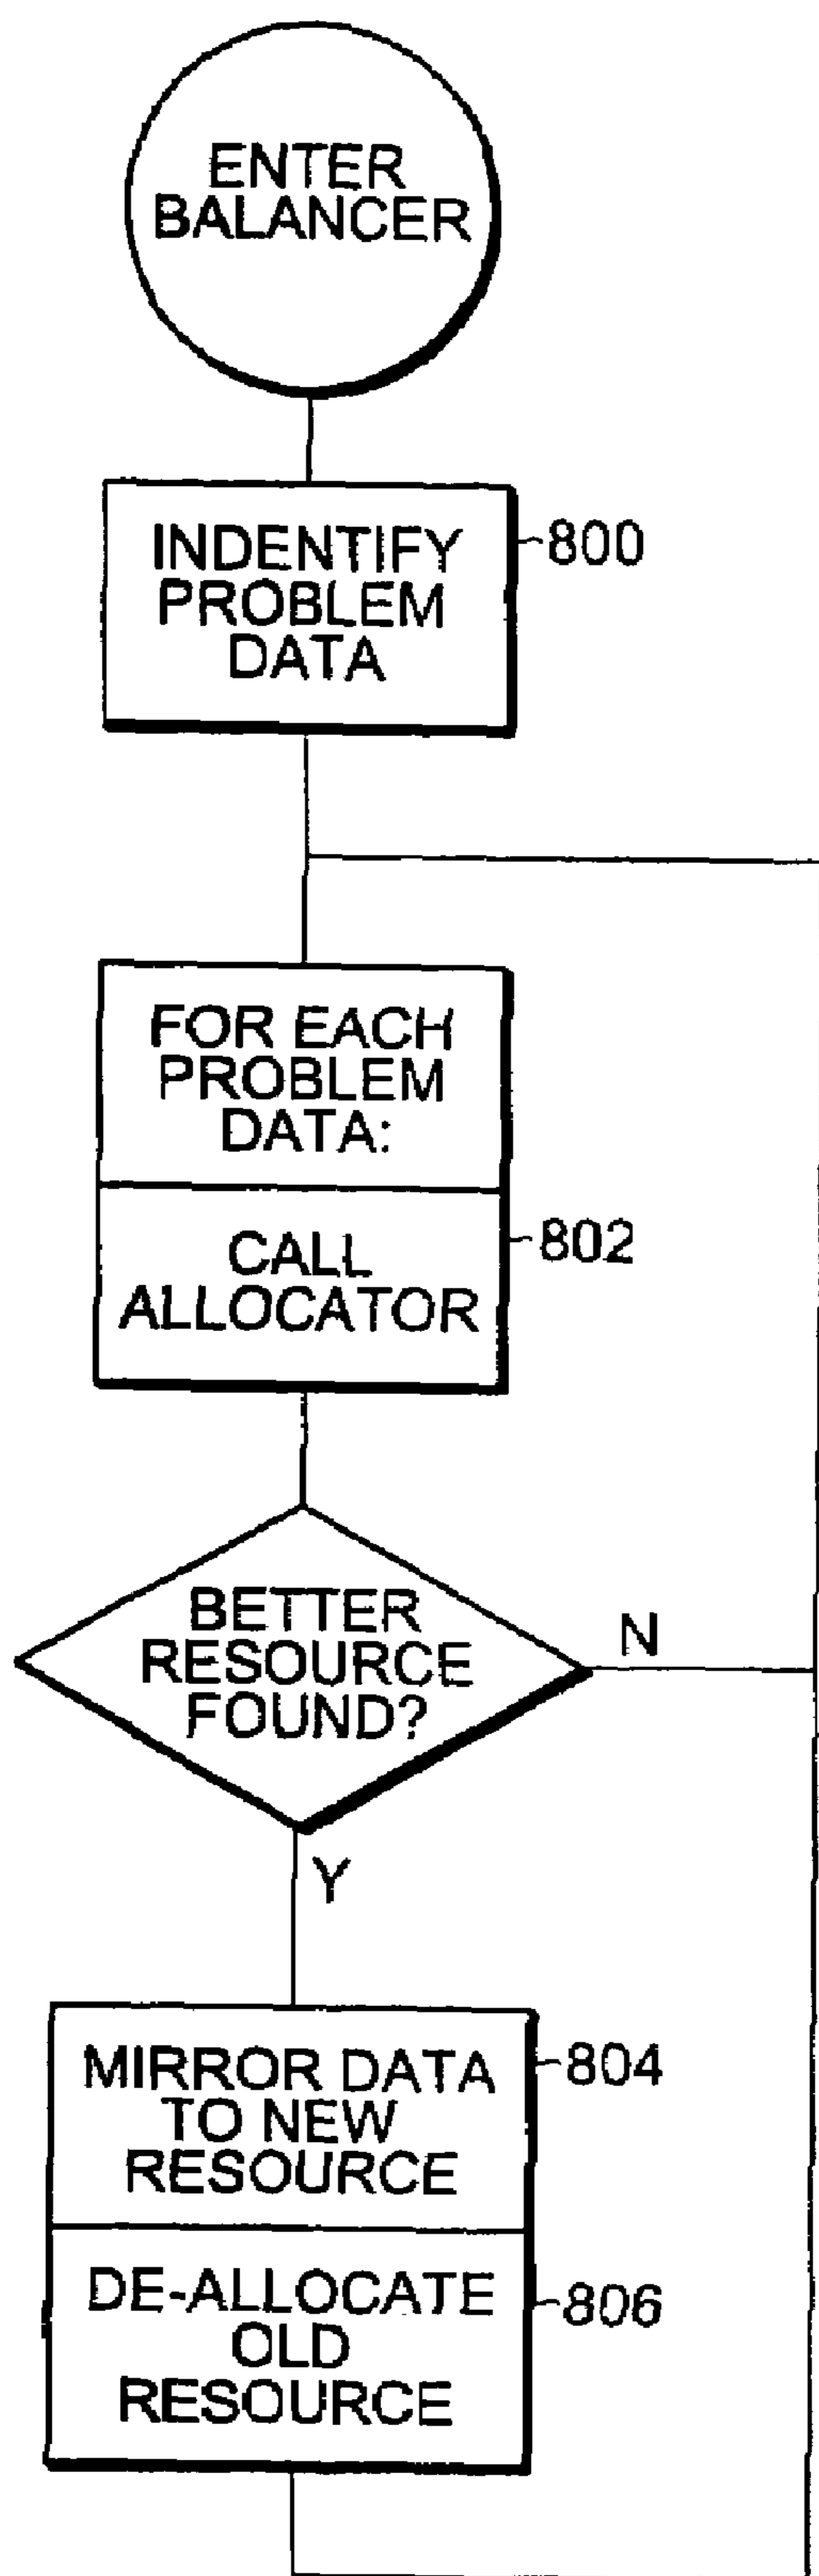 ENTER
BALANCER
INDENTIFY
PROBLEM
DATA
800
FOR EACH
PROBLEM
DATA:
CALL
ALLOCATOR
802
BETTER
RESOURCE
FOUND?
N
Y
MIRROR DATA
TO NEW
RESOURCE
804
DE-ALLOCATE
OLD
RESOURCE
806